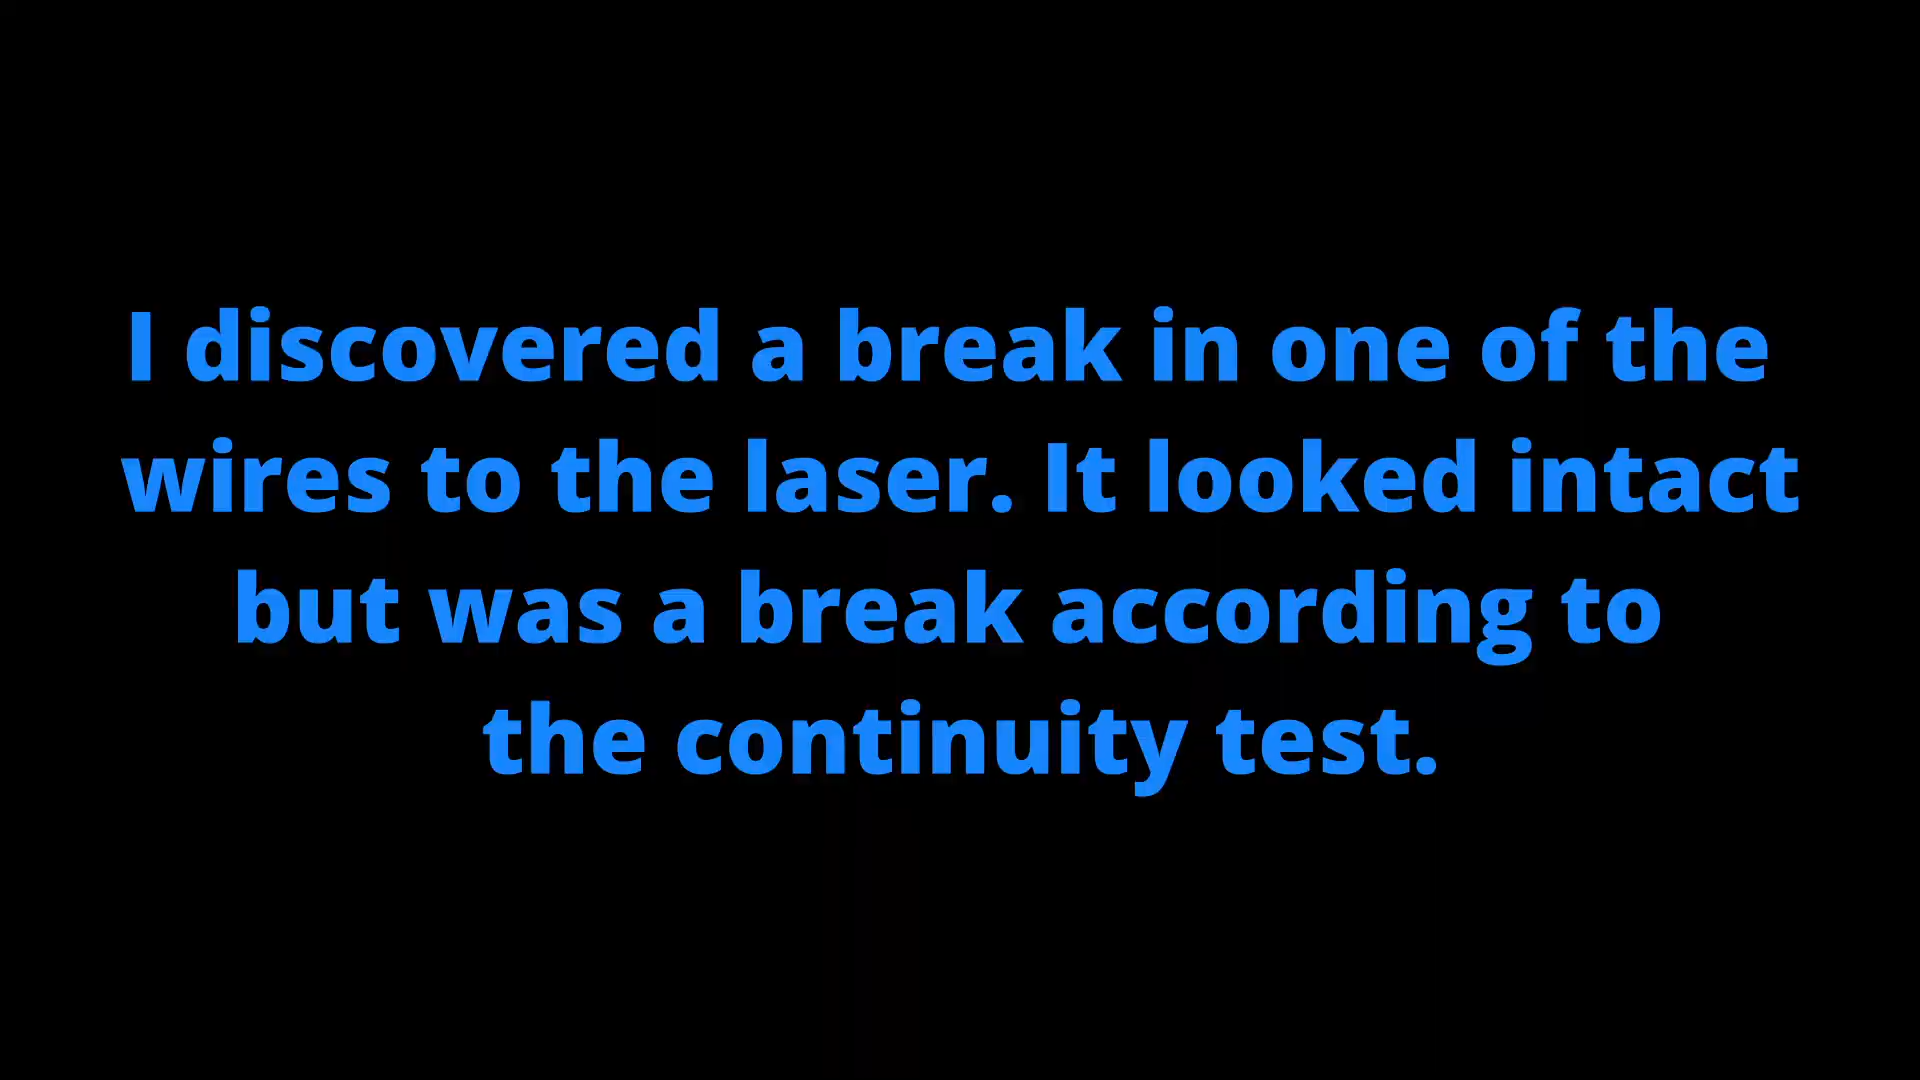 I discovered a break in one of the
wires to the laser. It looked intact
but was a break according to
the continuity test.